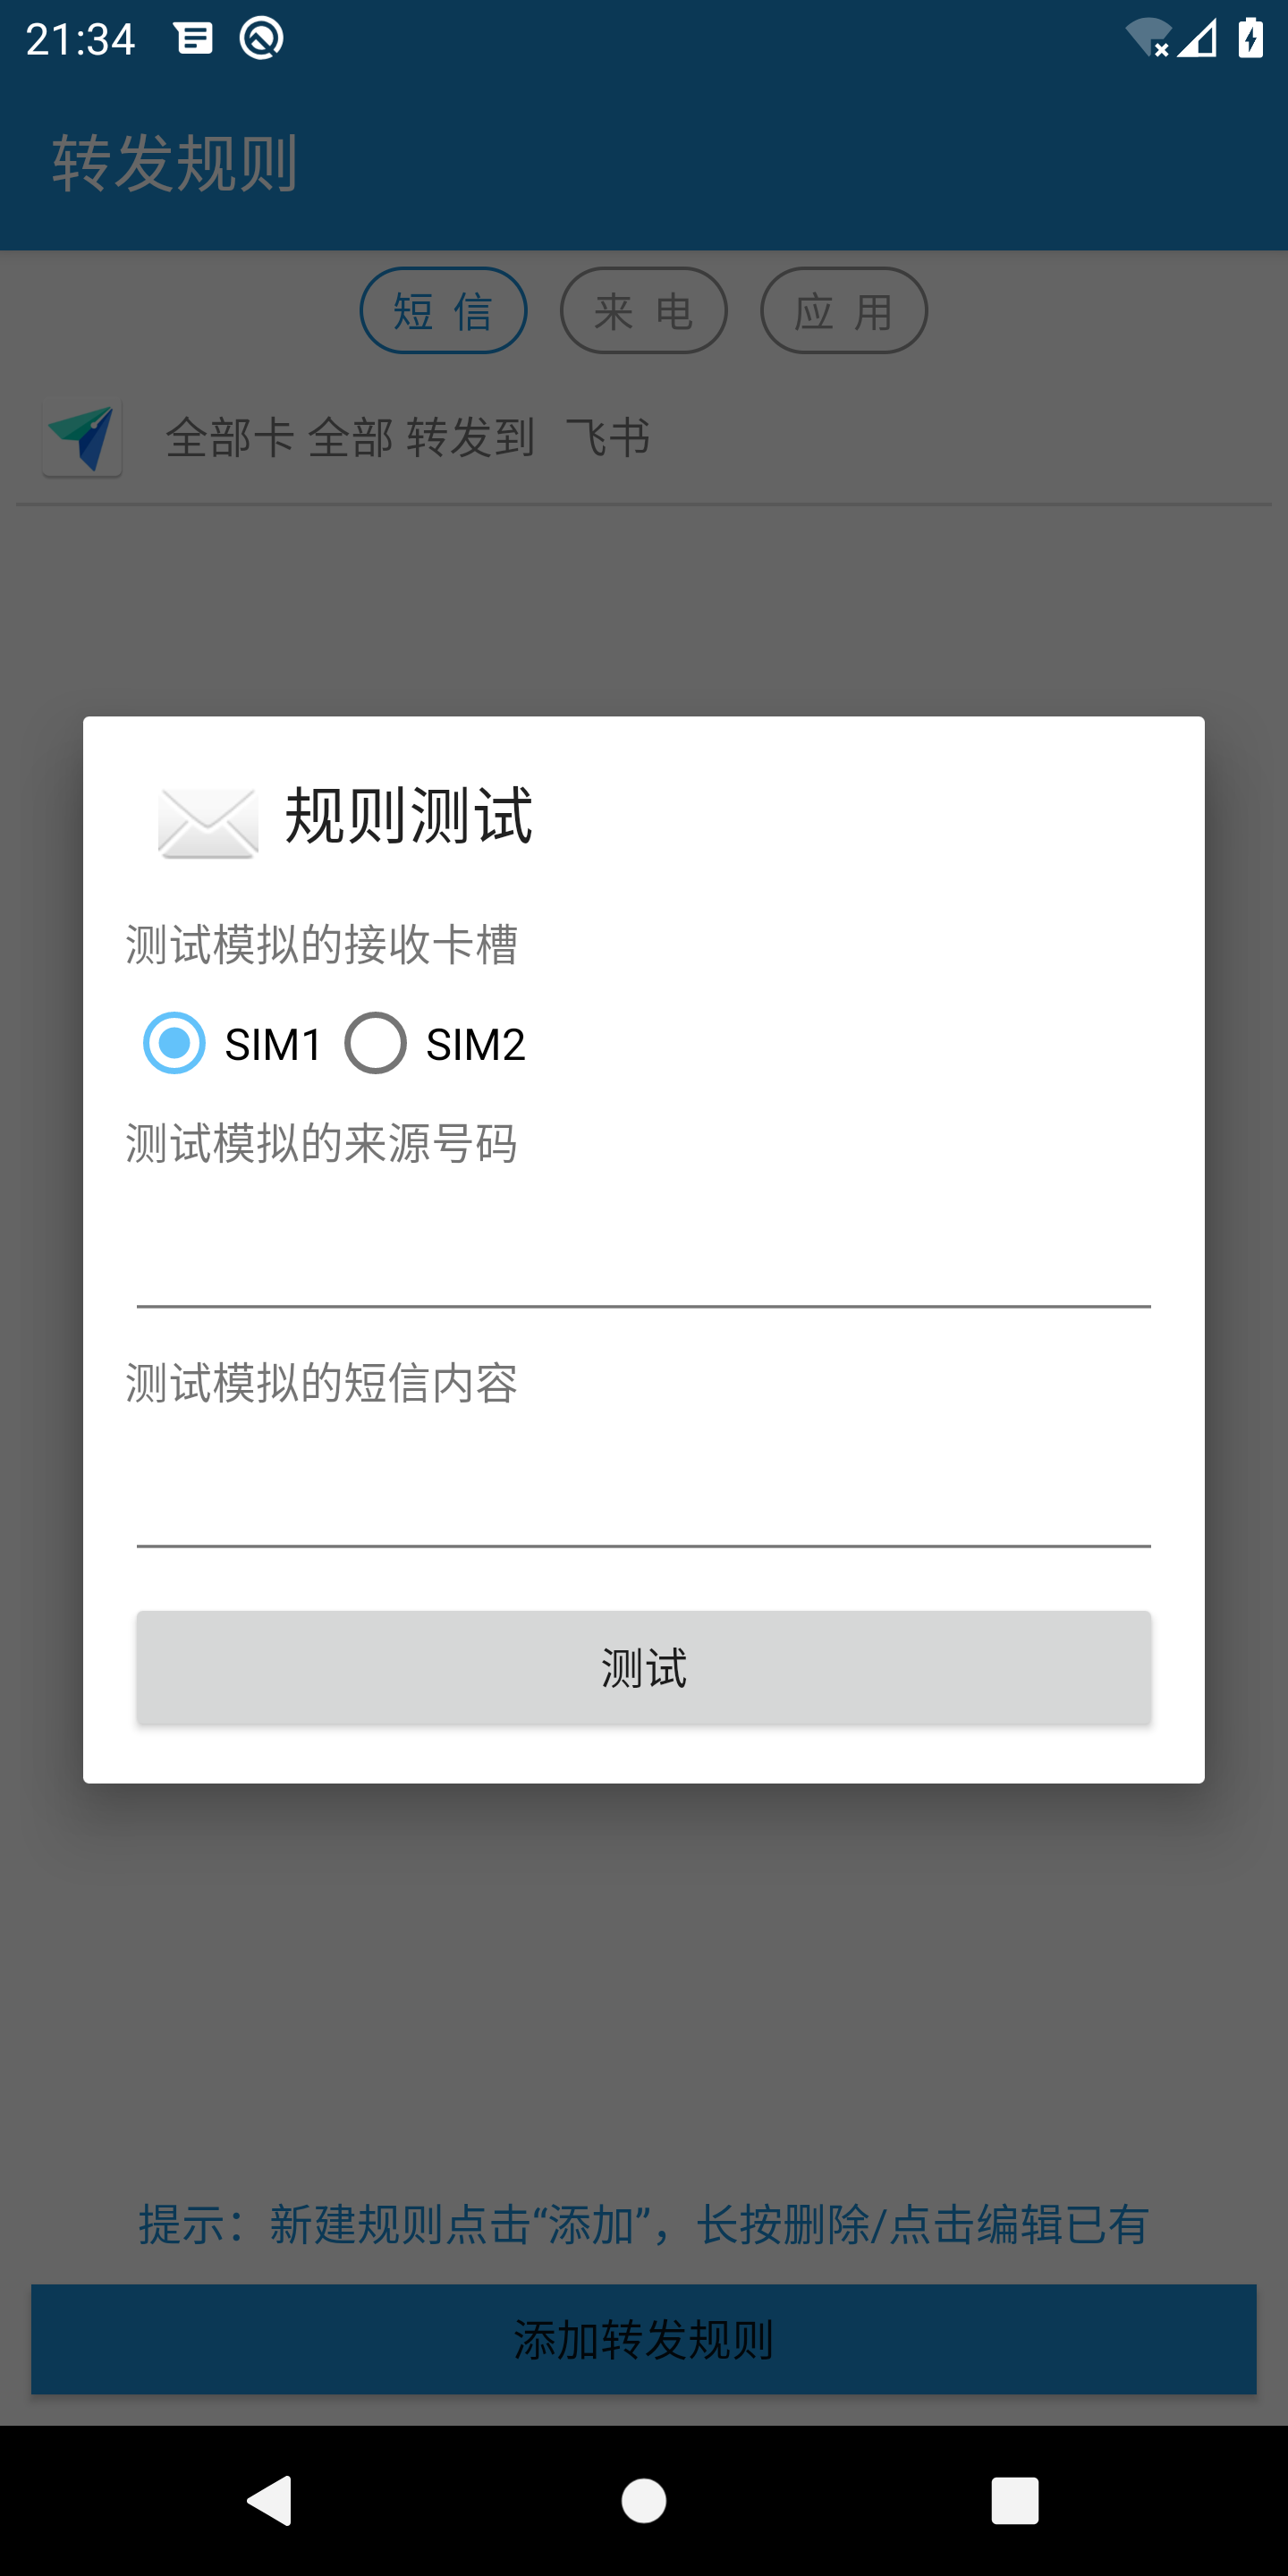 21:34
转发规则
短 信 来 电 应 用
全部卡 全部 转发到 飞书
规则测试
测试模拟的接收卡槽
SIM1 SIM2
测试模拟的来源号码
测试模拟的短信内容
测试
提示：新建规则点击“添加”，长按删除/点击编辑已有
添加转发规则